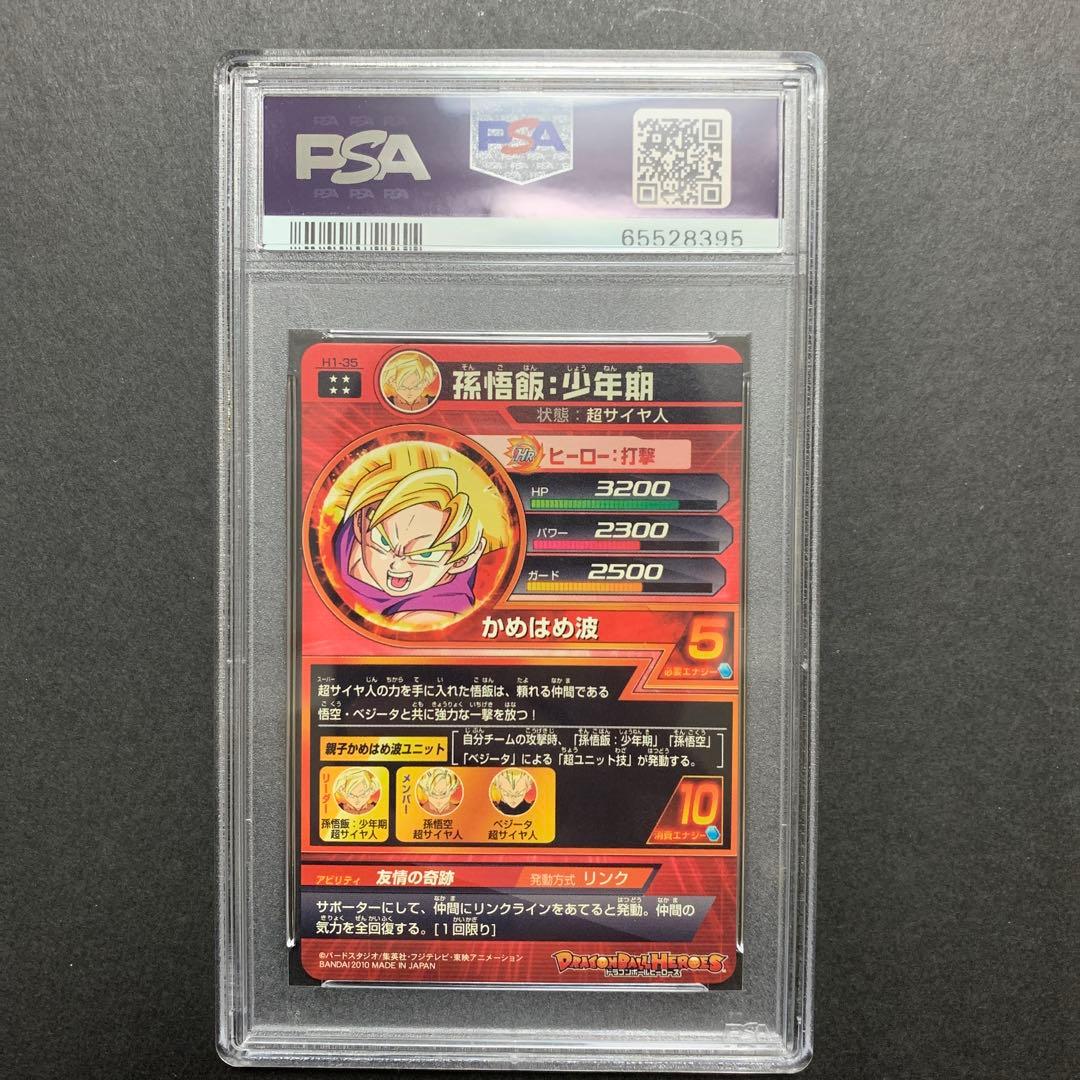 PSA
PSA
65528395
H1-35
孫悟飯:少年期
そんごはん しょうねんき
状態:超サイヤ人
HR ヒーロー:打撃
HP 3200
パワー 2300
ガード 2500
かめはめ波
5
必要エナジー
超サイヤ人の力を手に入れた悟飯は、頼れる仲間である
悟空・ベジータと共に強力な一撃を放つ!
親子かめはめ波ユニット
自分チームの攻撃時、「孫悟飯:少年期」「孫悟空」
「ベジータ」による「超ユニット技」が発動する。
リーダー
孫悟飯:少年期
超サイヤ人
メンバー
孫悟空
超サイヤ人
ベジータ
超サイヤ人
10
消費エナジー
アビリティ 友情の奇跡 発動方式 リンク
サポーターにして、仲間にリンクラインをあてると発動。仲間の
気力を全回復する。[1回限り]
©バードスタジオ/集英社・フジテレビ・東映アニメーション
BANDAI 2010 MADE IN JAPAN
DRAGONBALL HEROES
ドラゴンボールヒーローズ
PSA